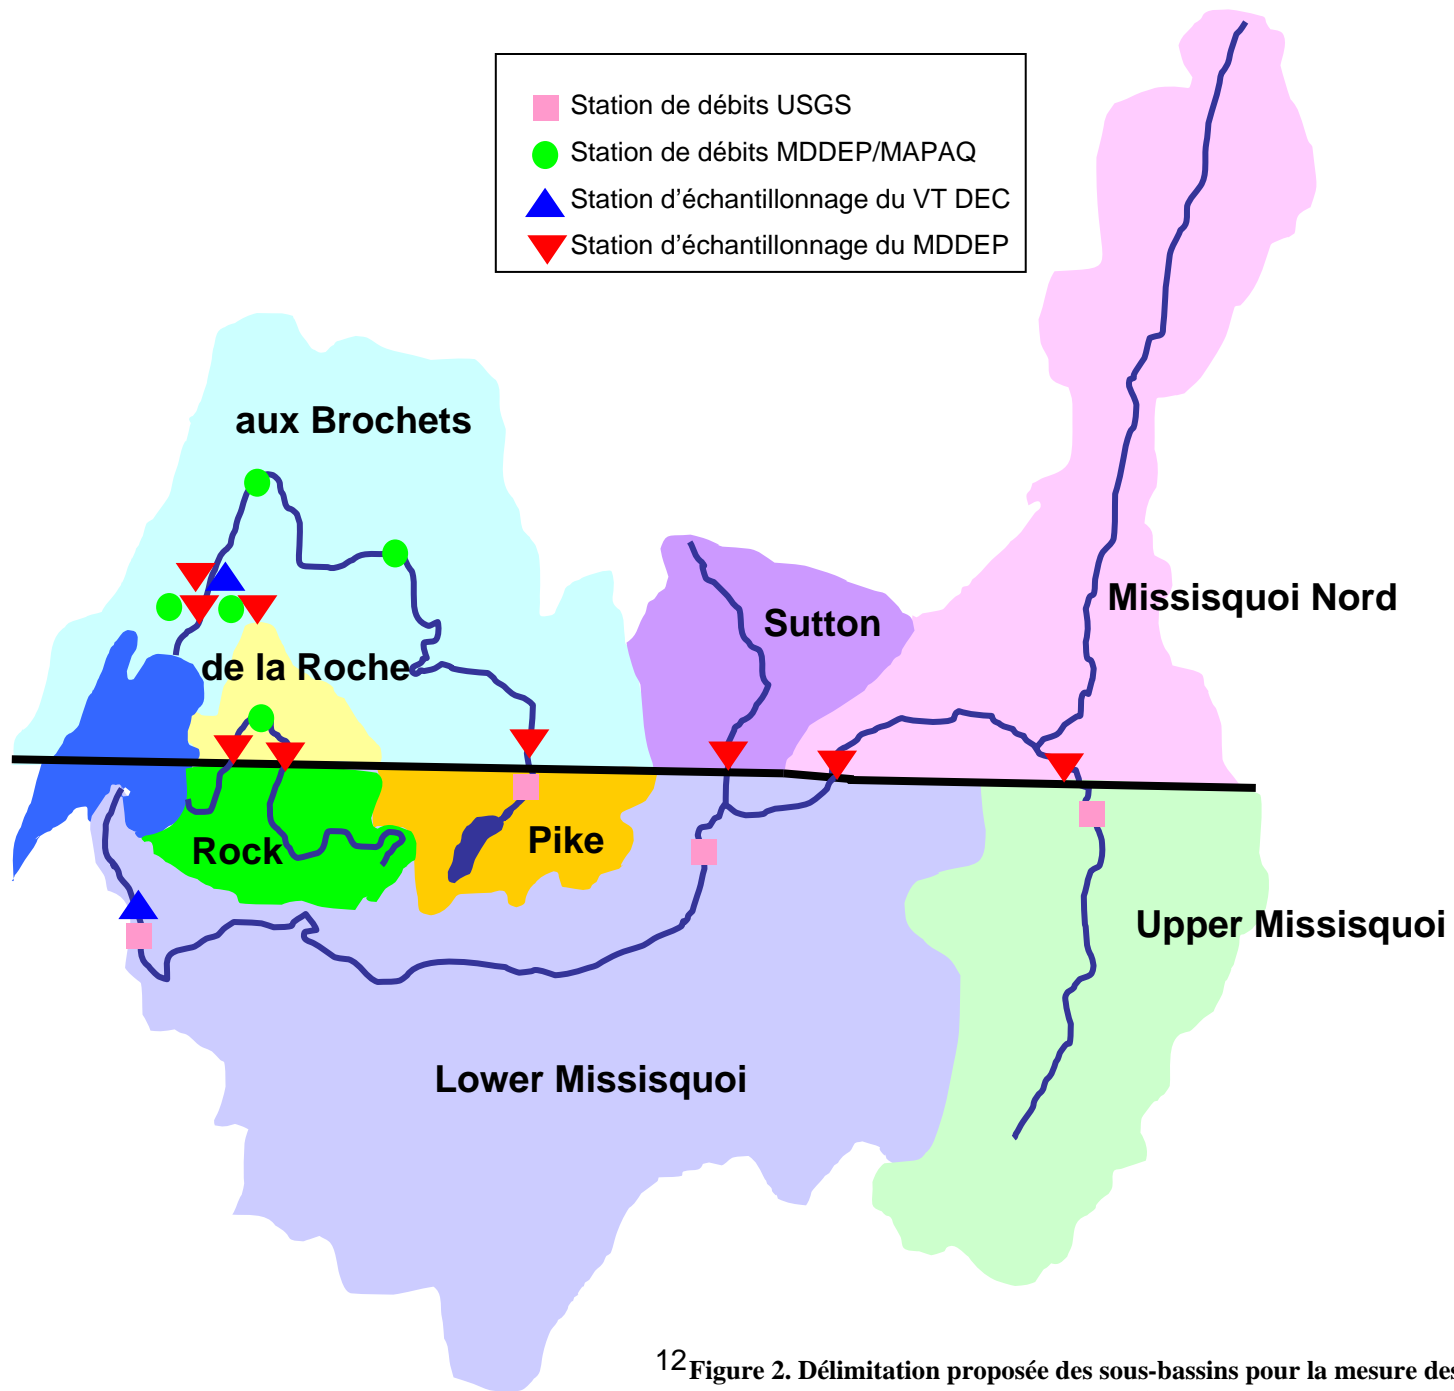 Station de débits USGS
Station de débits MDDEP/MAPAQ
Station d'échantillonnage du VT DEC
Station d'échantillonnage du MDDEP
aux Brochets
Missisquoi Nord
Sutton
de la Roche
Rock
Pike
Upper Missisquoi
Lower Missisquoi
12
Figure 2. Délimitation proposée des sous-bassins pour la mesure des